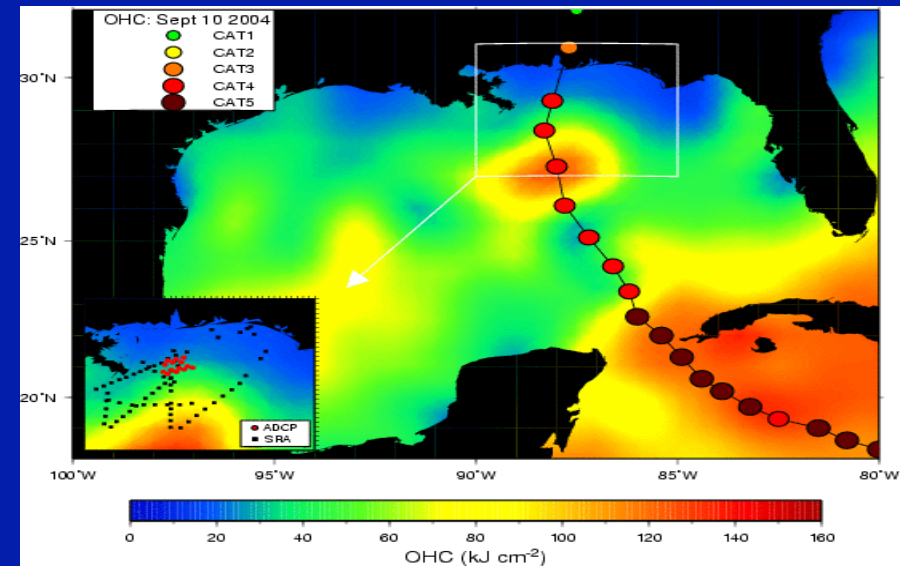 OHC: Sept 10 2004
CAT1
CAT2
CAT3
CAT4
CAT5
30˚N
25˚N
20˚N
ADCP
SRA
100˚W 95˚W 90˚W 85˚W 80˚W
0 20 40 60 80 100 120 140 160
OHC (kJ cm⁻²)